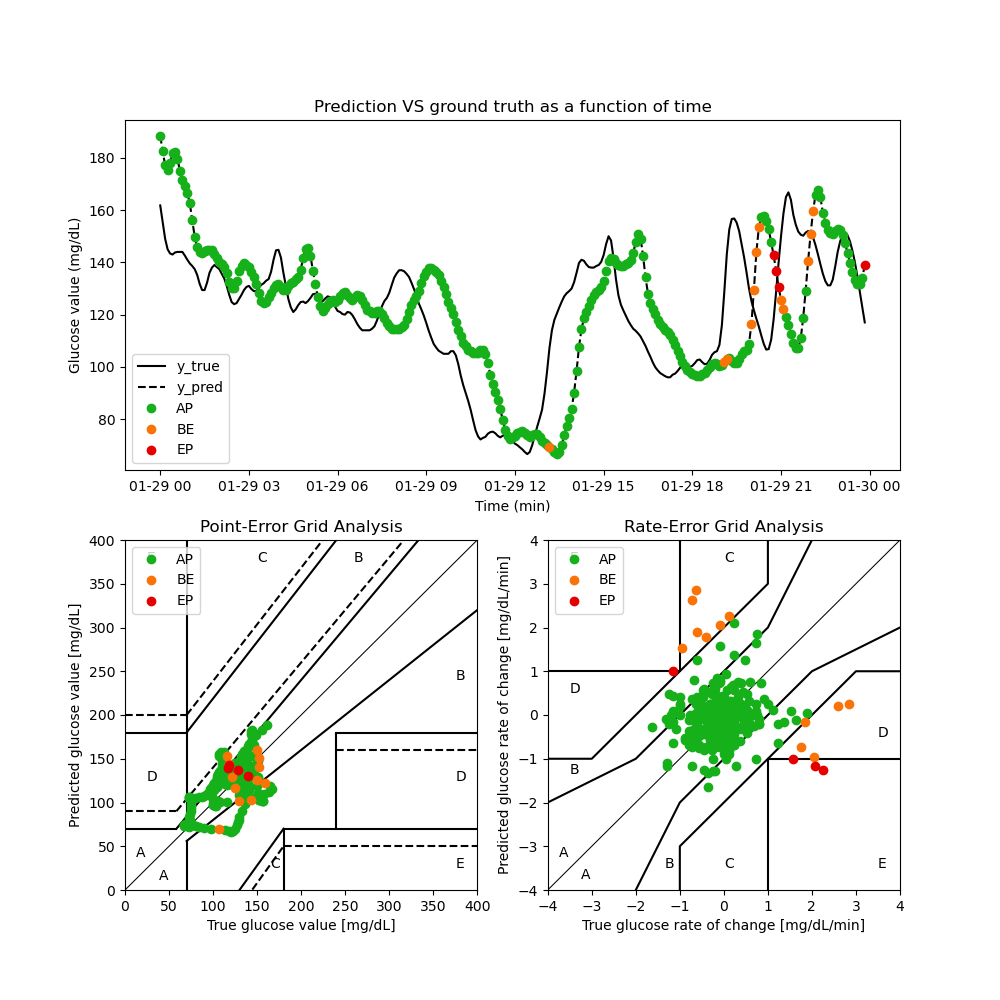 Prediction VS ground truth as a function of time
Glucose value (mg/dL)
180
160
140
120
100
80
y_true
y_pred
AP
BE
EP
01-29 00 01-29 03 01-29 06 01-29 09 01-29 12 01-29 15 01-29 18 01-29 21 01-30 00
Time (min)
Point-Error Grid Analysis
Predicted glucose value [mg/dL]
400
350
300
250
200
150
100
50
0
AP
BE
EP
C
B
B
D
D
A
A
C
E
0 50 100 150 200 250 300 350 400
True glucose value [mg/dL]
Rate-Error Grid Analysis
Predicted glucose rate of change [mg/dL/min]
4
3
2
1
0
−1
−2
−3
−4
AP
BE
EP
C
D
D
B
A
A
B
C
E
−4 −3 −2 −1 0 1 2 3 4
True glucose rate of change [mg/dL/min]